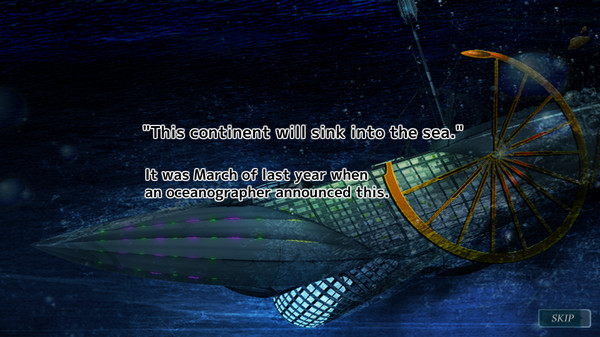 "This continent will sink into the sea."
It was March of last year when
an oceanographer announced this.
SKIP